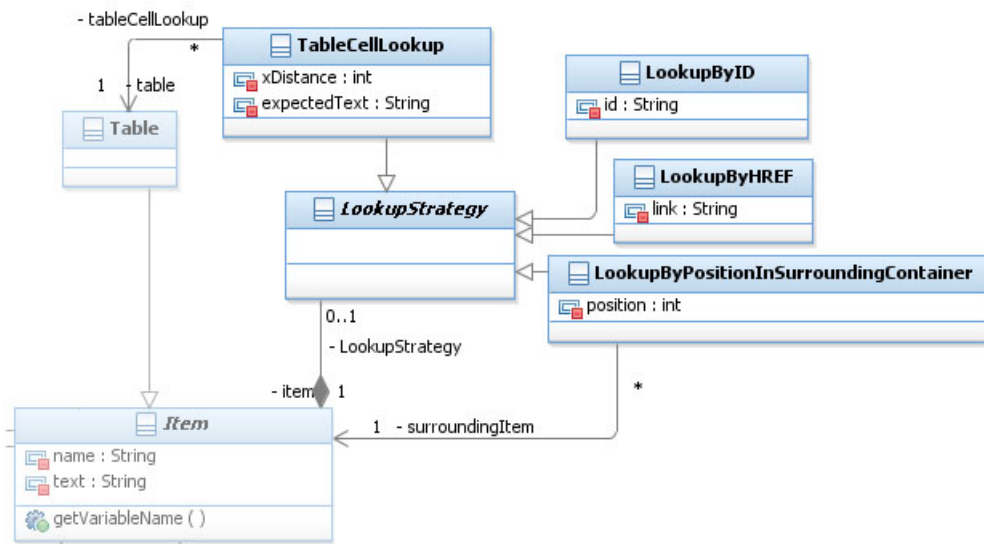 - tableCellLookup
*
TableCellLookup
xDistance : int
expectedText : String
1 - table
Table
LookupByID
id : String
LookupByHREF
link : String
LookupStrategy
LookupByPositionInSurroundingContainer
position : int
0..1
- LookupStrategy
- item
1
*
1 - surroundingItem
Item
name : String
text : String
getVariableName ( )